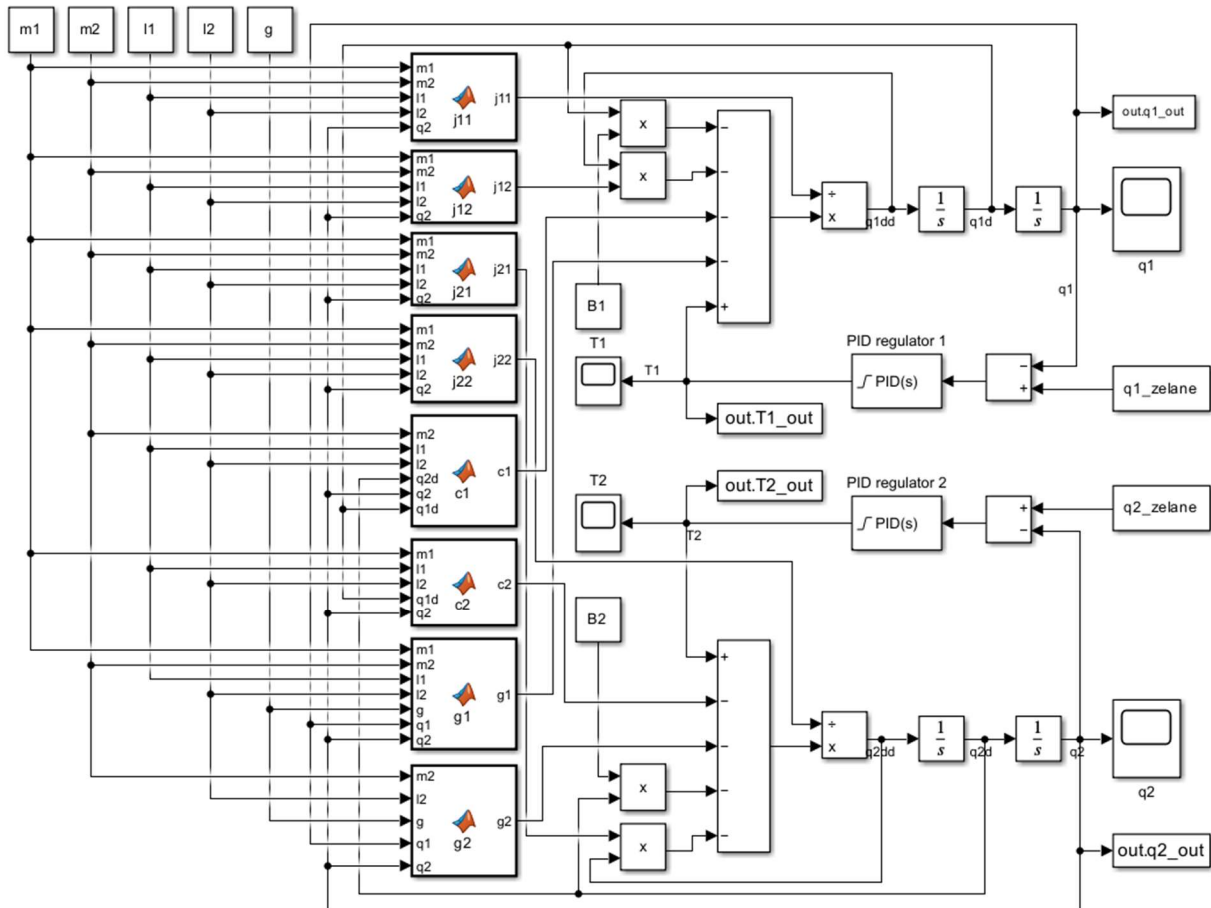 m1
m2
l1
l2
g
m1
m2
l1
l2
q2
j11
j11
m1
m2
l1
l2
q2
j12
j12
m1
m2
l1
l2
q2
j21
j21
m1
m2
l1
l2
q2
j22
j22
m2
l1
l2
q2d
q2
q1d
c1
c1
m1
l1
l2
q1d
q2
c2
c2
m1
m2
l1
l2
g
q1
q2
g1
g1
m2
l2
g
q1
q2
g2
g2
x
x
B1
−
−
−
−
+
÷
x
q1dd
1
s
q1d
1
s
out.q1_out
q1
q1
T1
T1
out.T1_out
PID regulator 1
PID(s)
−
+
q1_zelane
T2
T2
out.T2_out
PID regulator 2
PID(s)
+
−
q2_zelane
B2
x
x
+
−
−
−
−
÷
x
q2dd
1
s
q2d
1
s
q2
q2
out.q2_out